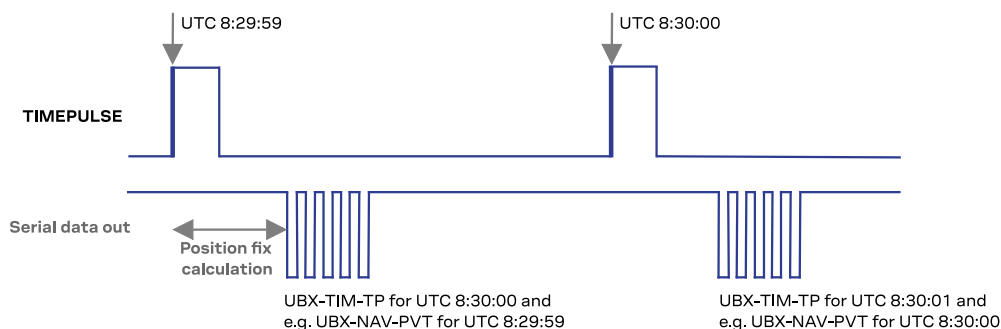 UTC 8:29:59
UTC 8:30:00
TIMEPULSE
Serial data out
Position fix
calculation
UBX-TIM-TP for UTC 8:30:00 and
e.g. UBX-NAV-PVT for UTC 8:29:59
UBX-TIM-TP for UTC 8:30:01 and
e.g. UBX-NAV-PVT for UTC 8:30:00